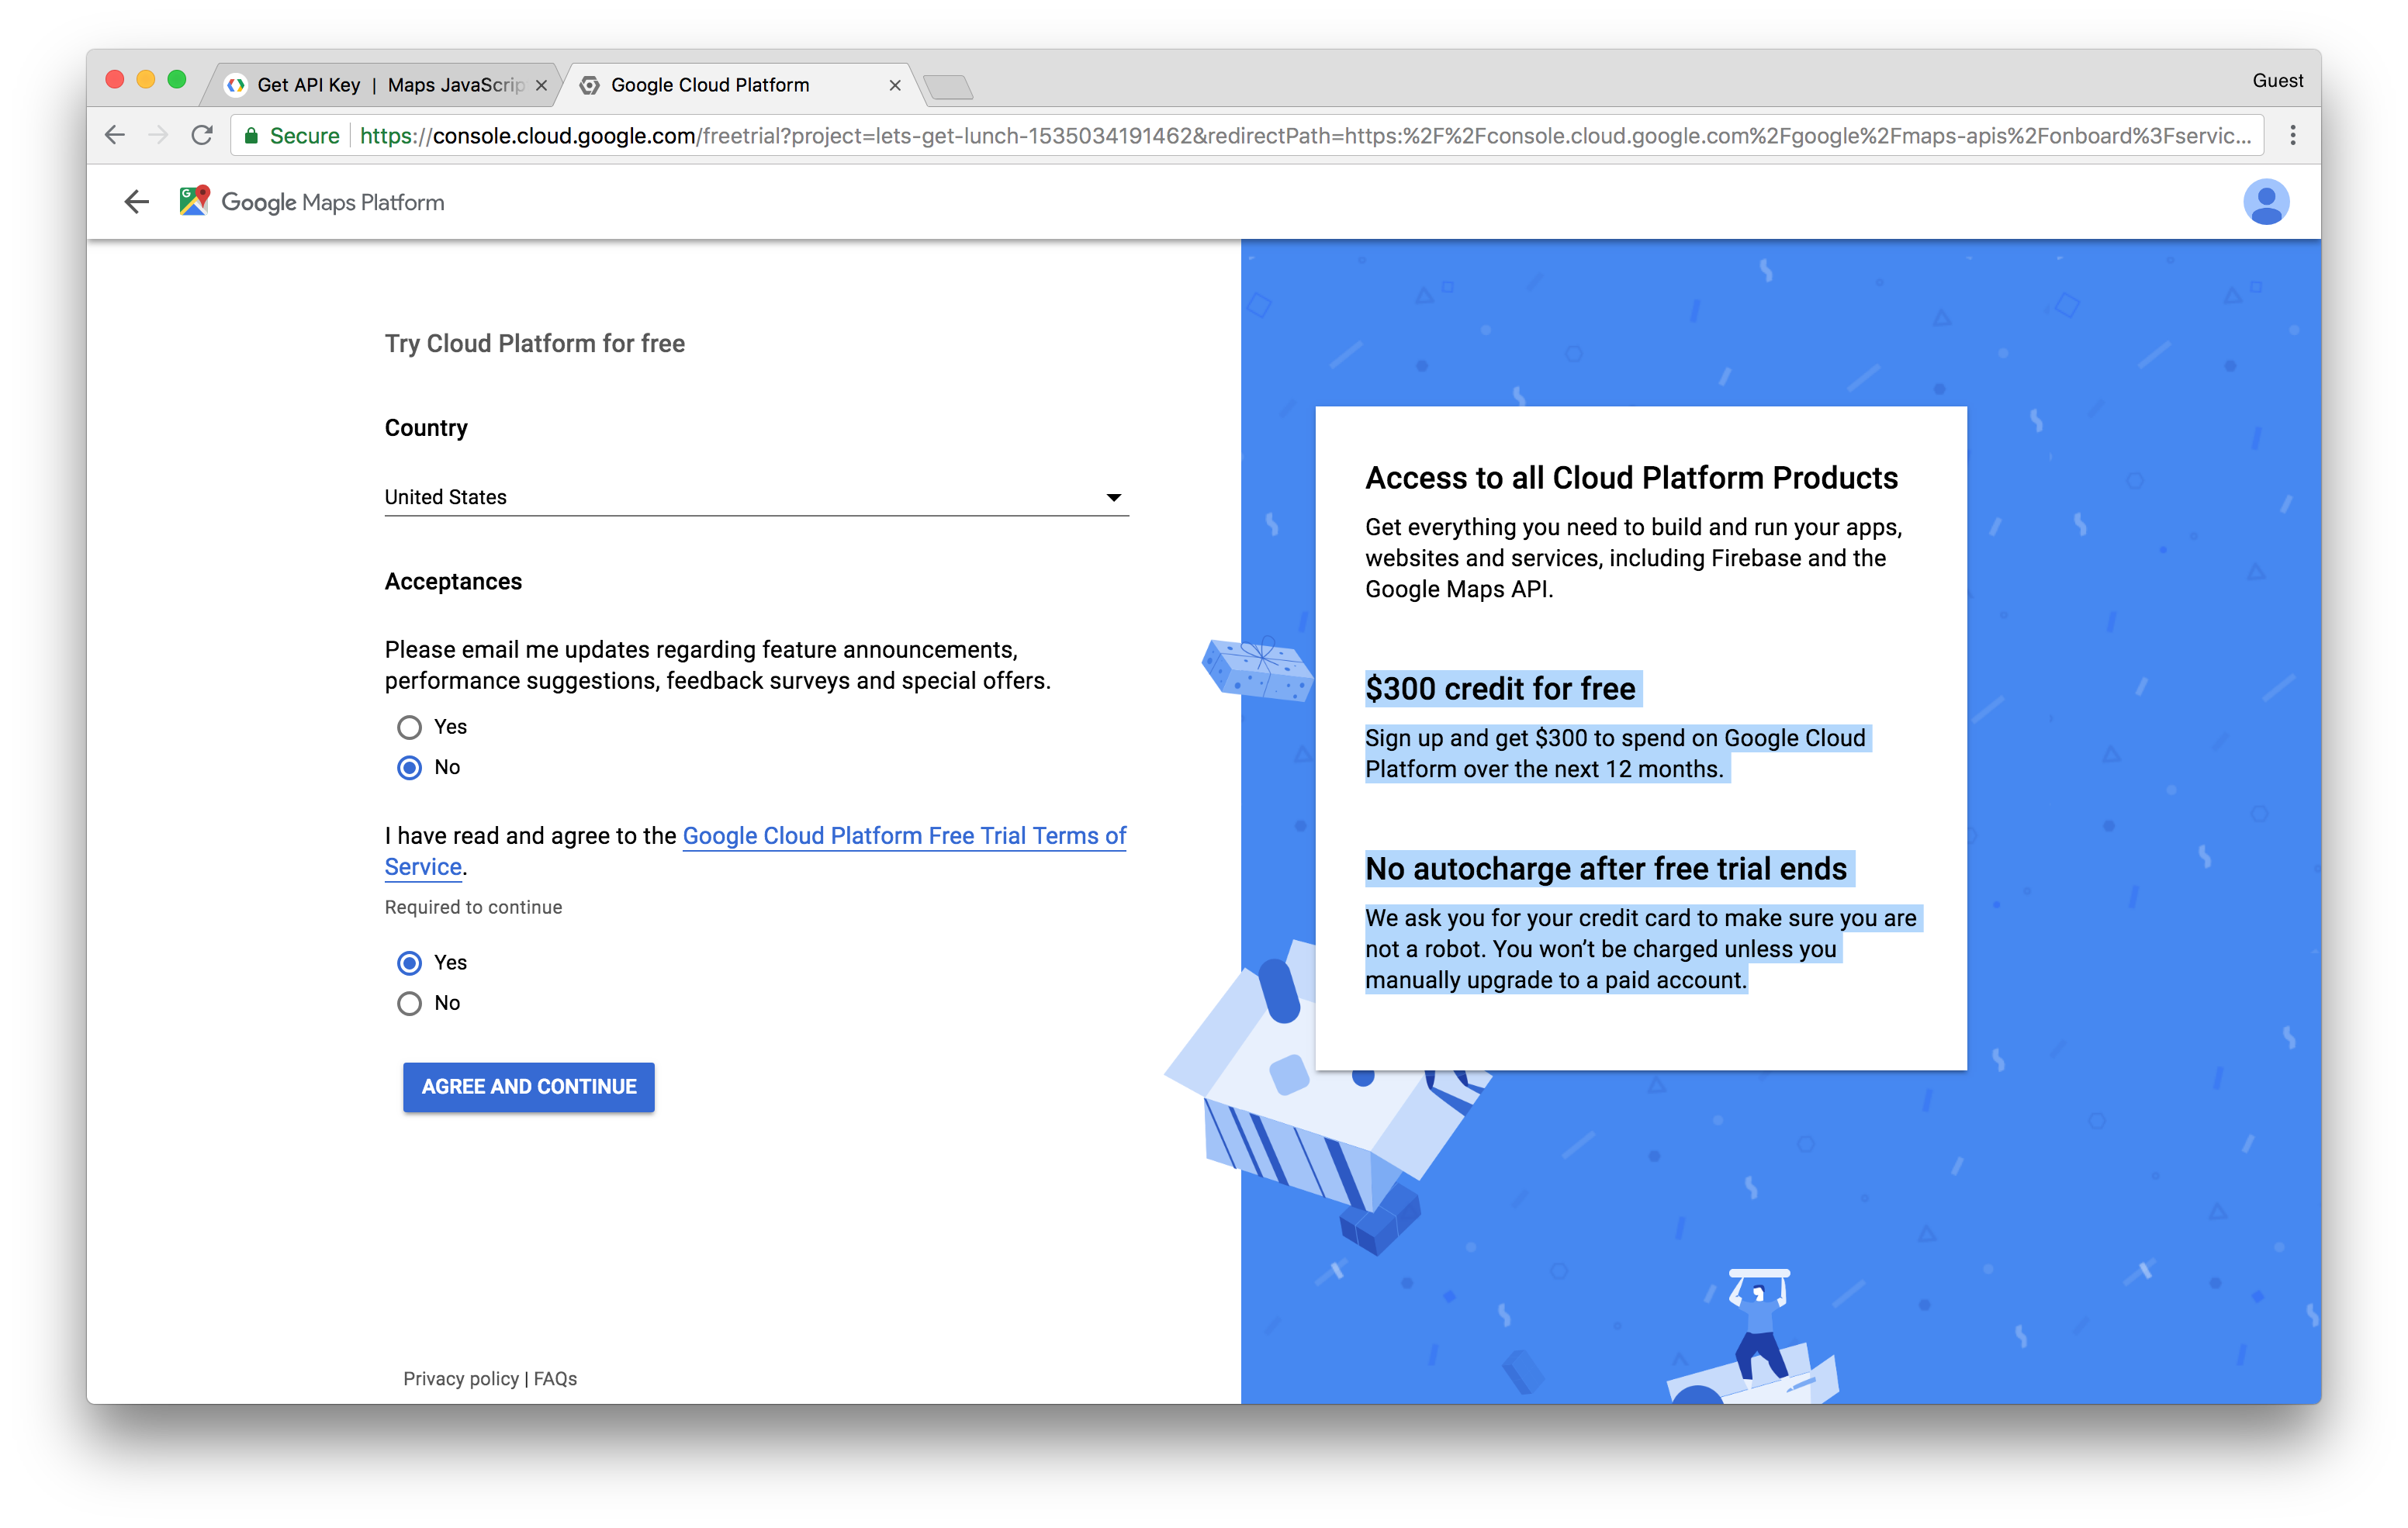 Get API Key | Maps JavaScrip
Google Cloud Platform
Guest
Secure https://console.cloud.google.com/freetrial?project=lets-get-lunch-1535034191462&redirectPath=https:%2F%2Fconsole.cloud.google.com%2Fgoogle%2Fmaps-apis%2Fonboard%3Fservic...
Google Maps Platform
Try Cloud Platform for free
Country
United States
Acceptances
Please email me updates regarding feature announcements,
performance suggestions, feedback surveys and special offers.
Yes
No
I have read and agree to the Google Cloud Platform Free Trial Terms of
Service.
Required to continue
Yes
No
AGREE AND CONTINUE
Privacy policy | FAQs
Access to all Cloud Platform Products
Get everything you need to build and run your apps,
websites and services, including Firebase and the
Google Maps API.
$300 credit for free
Sign up and get $300 to spend on Google Cloud
Platform over the next 12 months.
No autocharge after free trial ends
We ask you for your credit card to make sure you are
not a robot. You won’t be charged unless you
manually upgrade to a paid account.